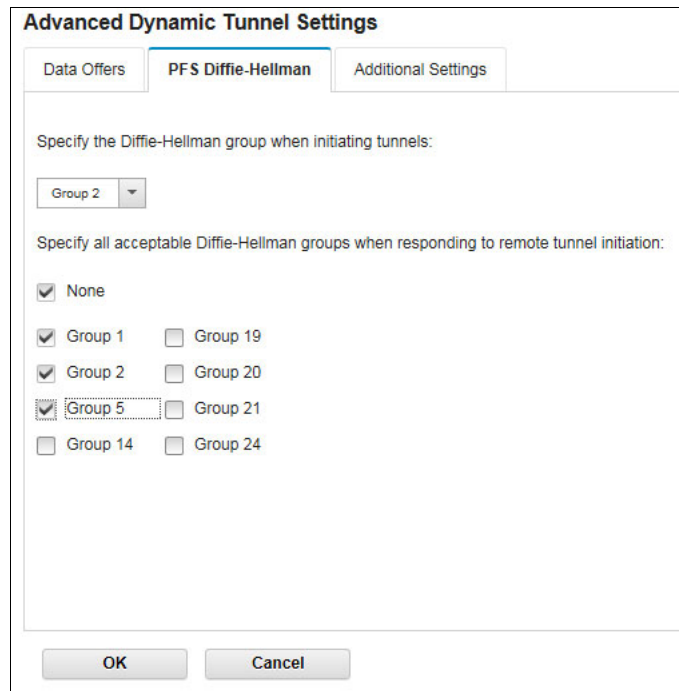 Advanced Dynamic Tunnel Settings
Data Offers PFS Diffie-Hellman Additional Settings
Specify the Diffie-Hellman group when initiating tunnels:
Group 2
Specify all acceptable Diffie-Hellman groups when responding to remote tunnel initiation:
None
Group 1 Group 19
Group 2 Group 20
Group 5 Group 21
Group 14 Group 24
OK Cancel